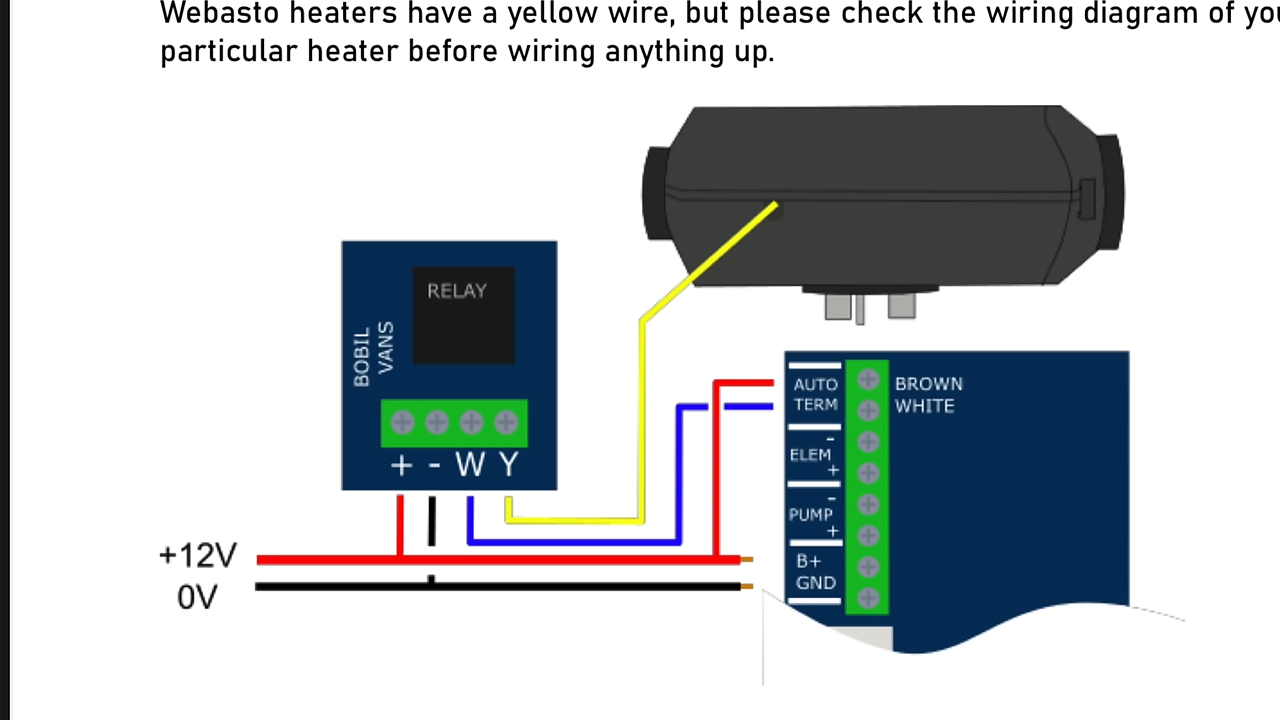 Webasto heaters have a yellow wire, but please check the wiring diagram of
particular heater before wiring anything up.
RELAY
BOBIL
VANS
+ - W Y
+12V
0V
AUTO
TERM
BROWN
WHITE
-
ELEM
+
-
PUMP
+
B+
GND